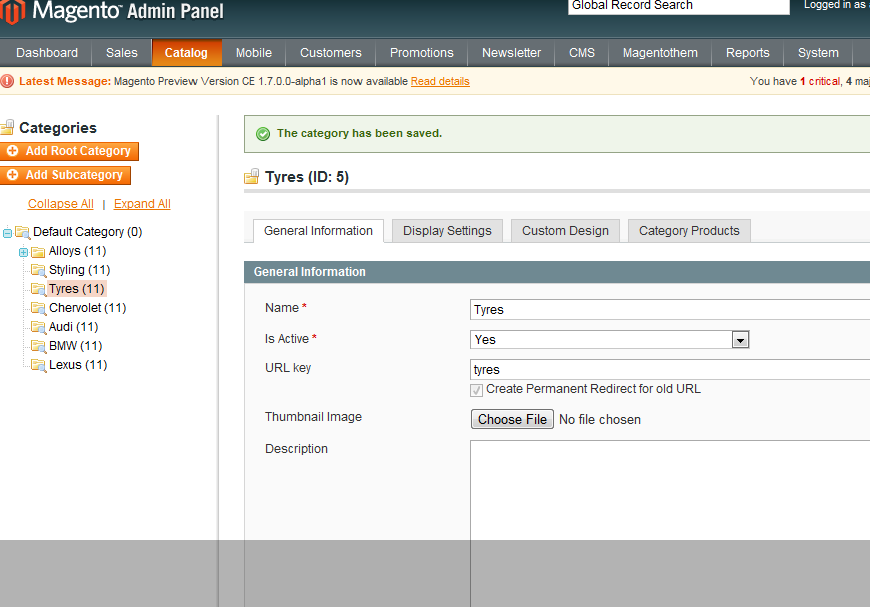 Magento™ Admin Panel
Global Record Search
Logged in as
Dashboard Sales Catalog Mobile Customers Promotions Newsletter CMS Magentothem Reports System
Latest Message: Magento Preview Version CE 1.7.0.0-alpha1 is now available Read details
You have 1 critical, 4 maj
Categories
Add Root Category
Add Subcategory
Collapse All | Expand All
Default Category (0)
Alloys (11)
Styling (11)
Tyres (11)
Chervolet (11)
Audi (11)
BMW (11)
Lexus (11)
The category has been saved.
Tyres (ID: 5)
General Information Display Settings Custom Design Category Products
General Information
Name * Tyres
Is Active * Yes
URL key tyres
Create Permanent Redirect for old URL
Thumbnail Image Choose File No file chosen
Description